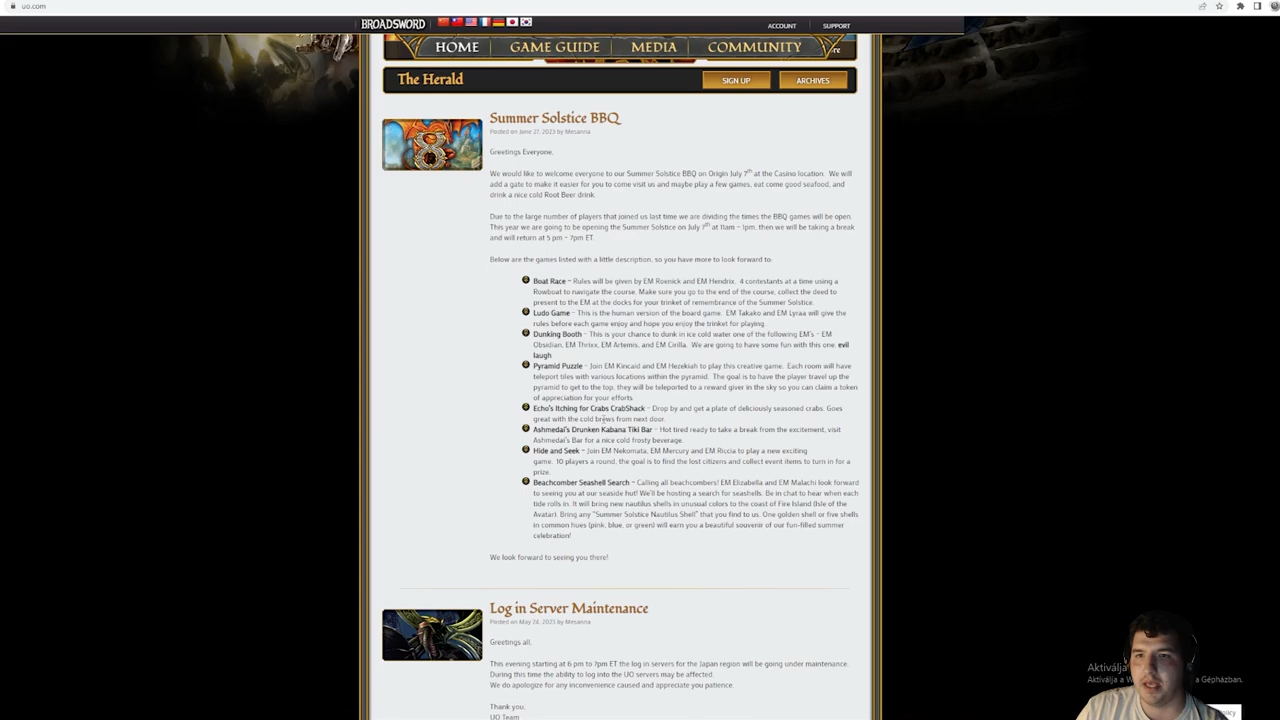 uo.com
BROADSWORD
ACCOUNT SUPPORT
HOME GAME GUIDE MEDIA COMMUNITY
The Herald SIGN UP ARCHIVES
Summer Solstice BBQ
Posted on June 27, 2023 by Mesanna
Greetings Everyone,
We would like to welcome everyone to our Summer Solstice BBQ on Origin July 7th at the Casino location. We will
add a gate to make it easier for you to come visit us and maybe play a few games, eat come good seafood, and
drink a nice cold Root Beer drink.
Due to the large number of players that joined us last time we are dividing the times the BBQ games will be open.
This year we are going to be opening the Summer Solstice on July 7th at 11am – 1pm, then we will be taking a break
and will return at 5 pm – 7pm ET.
Below are the games listed with a little description, so you have more to look forward to.
Boat Race – Rules will be given by EM Roenick and EM Hendrix. 4 contestants at a time using a
Rowboat to navigate the course. Make sure you go to the end of the course, collect the deed to
present to the EM at the docks for your trinket of remembrance of the Summer Solstice.
Ludo Game – This is the human version of the board game. EM Takako and EM Lyraa will give the
rules before each game enjoy and hope you enjoy the trinket for playing.
Dunking Booth – This is your chance to dunk in ice cold water one of the following EM's – EM
Obsidian, EM Thrixx, EM Artemis, and EM Cirilla. We are going to have some fun with this one, evil
laugh
Pyramid Puzzle – Join EM Kincaid and EM Hezekiah to play this creative game. Each room will have
teleport tiles with various locations within the pyramid. The goal is to have the player travel up the
pyramid to get to the top, they will be teleported to a reward giver in the sky so you can claim a token
of appreciation for your efforts.
Echo's Itching for Crabs CrabShack – Drop by and get a plate of deliciously seasoned crabs. Goes
great with the cold brews from next door.
Ashmedai's Drunken Kabana Tiki Bar – Hot tired ready to take a break from the excitement, visit
Ashmedai's Bar for a nice cold frosty beverage.
Hide and Seek – Join EM Nekomata, EM Mercury and EM Riccia to play a new exciting
game. 10 players a round, the goal is to find the lost citizens and collect event items to turn in for a
prize.
Beachcomber Seashell Search – Calling all beachcombers! EM Elizabella and EM Malachi look forward
to seeing you at our seaside hut! We'll be hosting a search for seashells. Be in chat to hear when each
tide rolls in. It will bring new nautilus shells in unusual colors to the coast of Fire Island (Isle of the
Avatar). Bring any "Summer Solstice Nautilus Shell" that you find to us. One golden shell or five shells
in common hues (pink, blue, or green) will earn you a beautiful souvenir of our fun-filled summer
celebration!
We look forward to seeing you there!
Log in Server Maintenance
Posted on May 24, 2023 by Mesanna
Greetings all,
This evening starting at 6 pm to 7pm ET the log in servers for the Japan region will be going under maintenance.
During this time the ability to log into the UO servers may be affected.
We do apologize for any inconvenience caused and appreciate you patience.
Thank you,
UO Team
Aktiválja
Aktiválja a W a Gépházban.
Policy